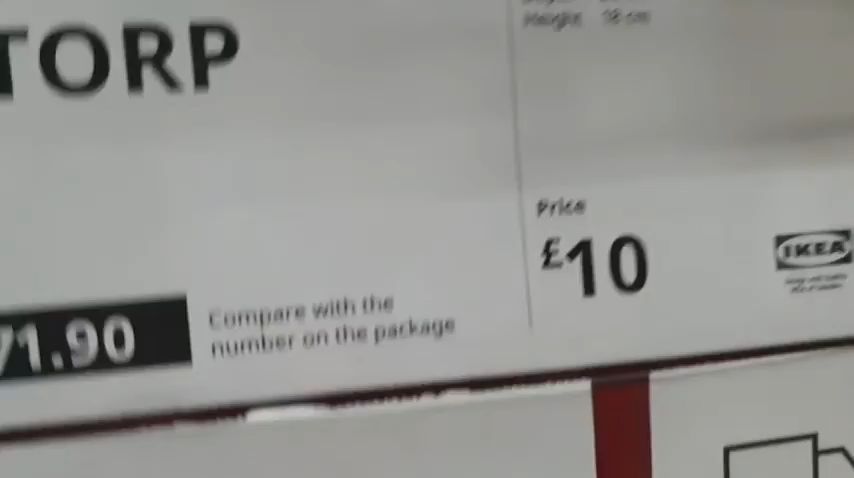 TORP
Height 18 cm
Price
£10
IKEA
71.90
Compare with the
number on the package